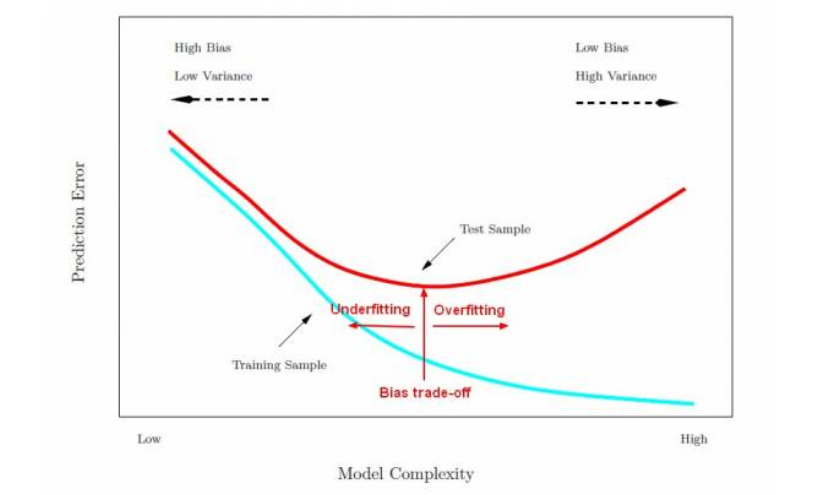 High Bias
Low Bias
Low Variance
High Variance
Prediction Error
Test Sample
Underfitting
Overfitting
Training Sample
Bias trade-off
Low
High
Model Complexity